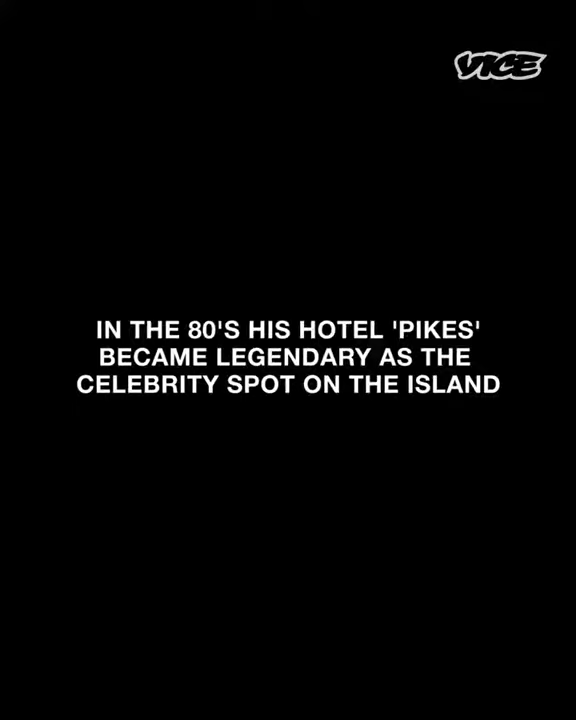 VICE
IN THE 80'S HIS HOTEL 'PIKES'
BECAME LEGENDARY AS THE
CELEBRITY SPOT ON THE ISLAND